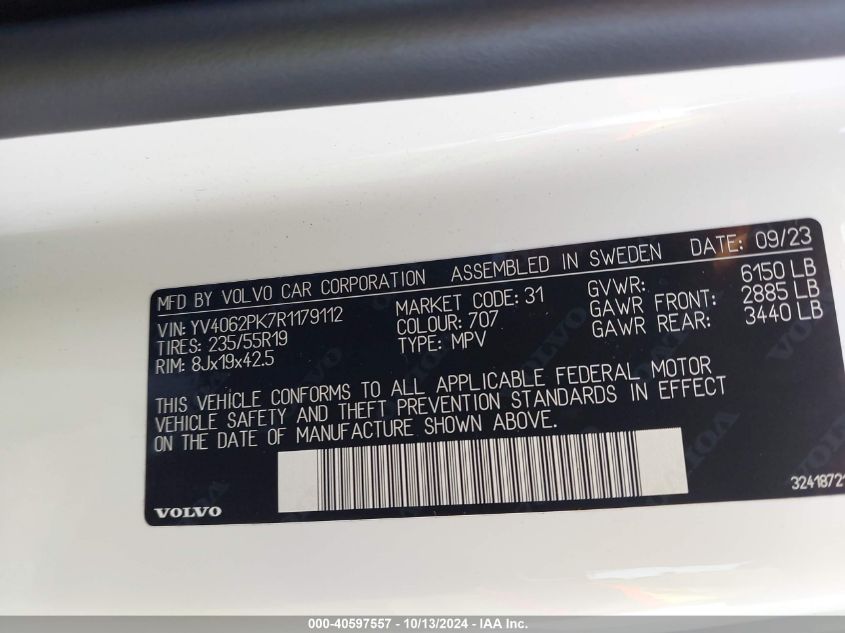 MFD BY VOLVO CAR CORPORATION ASSEMBLED IN SWEDEN DATE: 09/23
VIN: YV4062PK7R1179112 MARKET CODE: 31 GVWR: 6150 LB
TIRES: 235/55R19 COLOUR: 707 GAWR FRONT: 2885 LB
RIM: 8Jx19x42.5 TYPE: MPV GAWR REAR: 3440 LB
THIS VEHICLE CONFORMS TO ALL APPLICABLE FEDERAL MOTOR
VEHICLE SAFETY AND THEFT PREVENTION STANDARDS IN EFFECT
ON THE DATE OF MANUFACTURE SHOWN ABOVE.
VOLVO 32418721
000-40597557 - 10/13/2024 - IAA Inc.